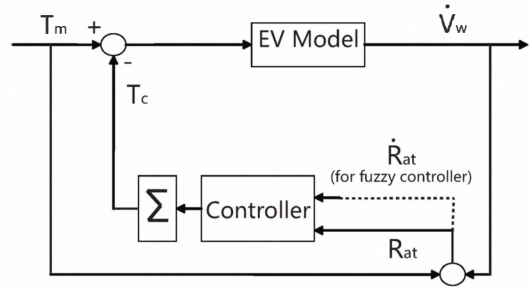 Tm + EV Model V̇w
-
Tc
Ṙat
(for fuzzy controller)
Σ Controller
Rat